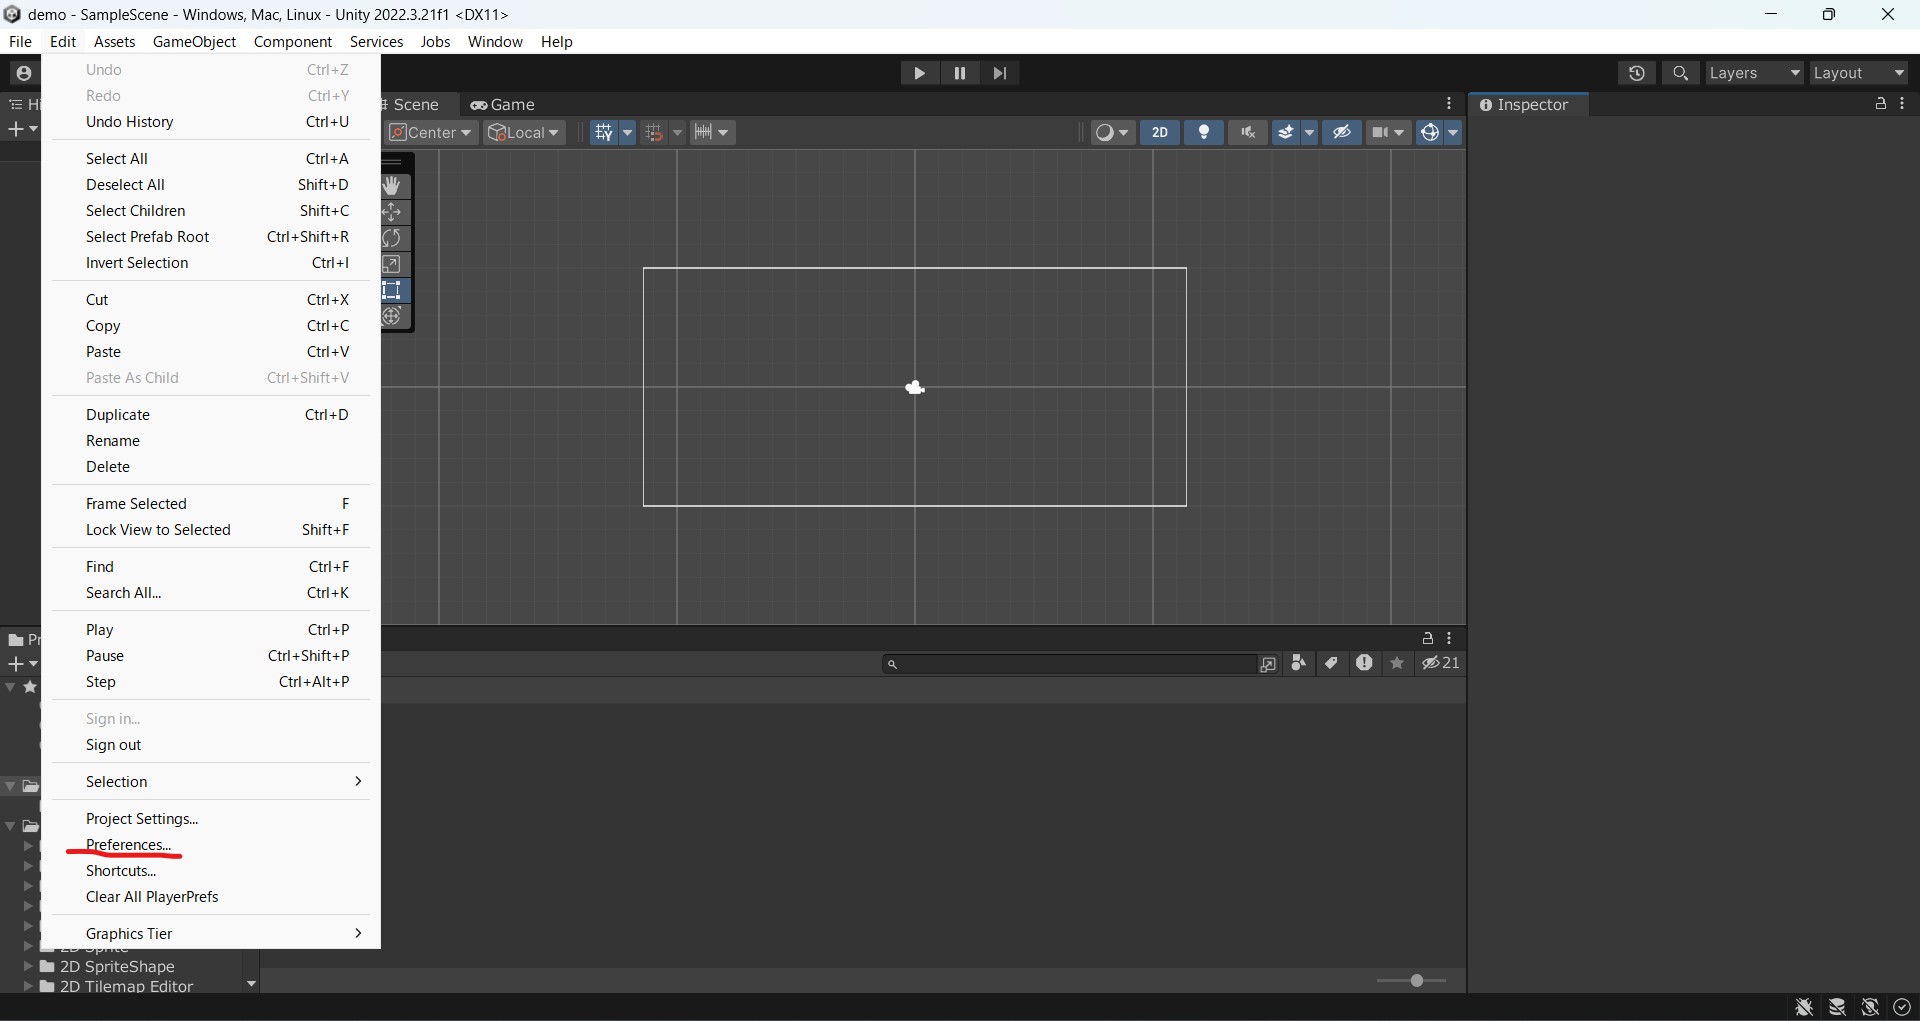 demo - SampleScene - Windows, Mac, Linux - Unity 2022.3.21f1 <DX11>
File Edit Assets GameObject Component Services Jobs Window Help
Layers Layout
Undo Ctrl+Z
Redo Ctrl+Y
Undo History Ctrl+U
Select All Ctrl+A
Deselect All Shift+D
Select Children Shift+C
Select Prefab Root Ctrl+Shift+R
Invert Selection Ctrl+I
Cut Ctrl+X
Copy Ctrl+C
Paste Ctrl+V
Paste As Child Ctrl+Shift+V
Duplicate Ctrl+D
Rename
Delete
Frame Selected F
Lock View to Selected Shift+F
Find Ctrl+F
Search All... Ctrl+K
Play Ctrl+P
Pause Ctrl+Shift+P
Step Ctrl+Alt+P
Sign in...
Sign out
Selection
Project Settings...
Preferences...
Shortcuts...
Clear All PlayerPrefs
Graphics Tier
Scene Game
Center Local 2D
Inspector
21
2D SpriteShape
2D Tilemap Editor